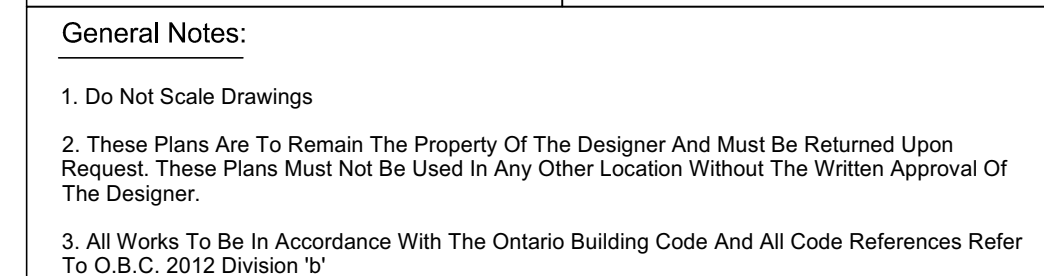 General Notes:
1. Do Not Scale Drawings
2. These Plans Are To Remain The Property Of The Designer And Must Be Returned Upon
Request. These Plans Must Not Be Used In Any Other Location Without The Written Approval Of
The Designer.
3. All Works To Be In Accordance With The Ontario Building Code And All Code References Refer
To O.B.C. 2012 Division 'b'